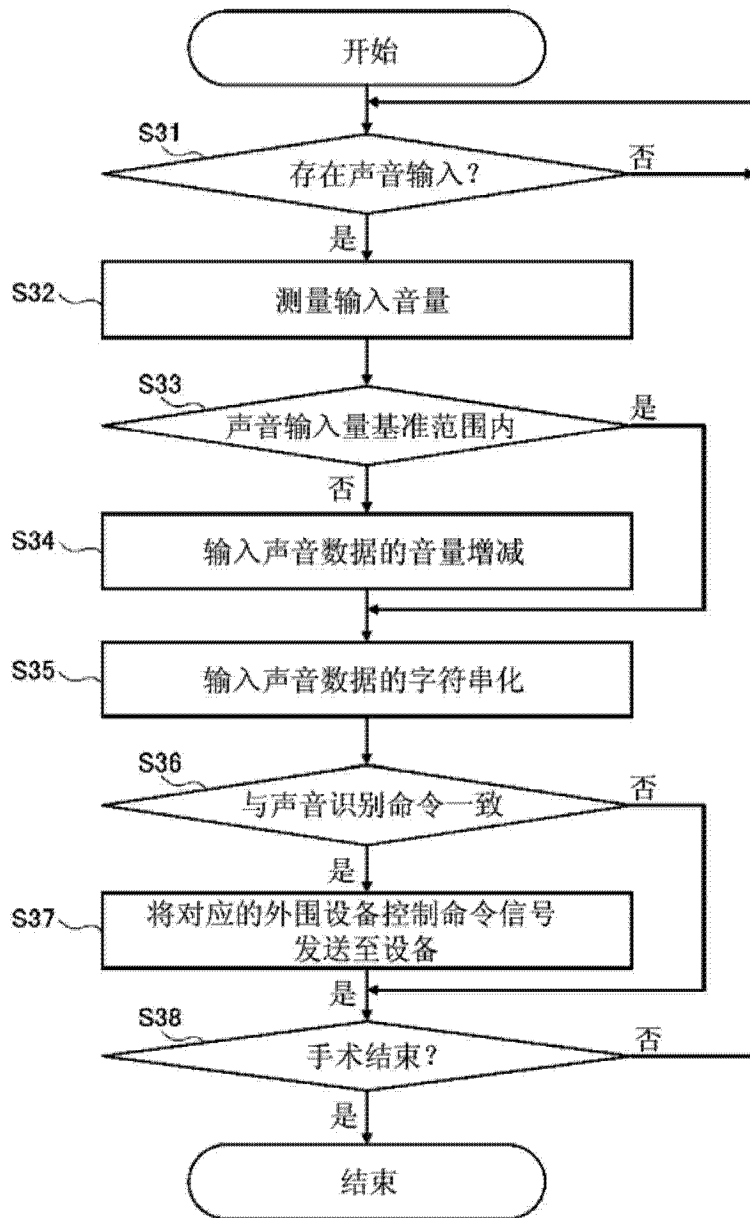 开始
S31
存在声音输入？
否
是
S32
测量输入音量
S33
声音输入量基准范围内
是
否
S34
输入声音数据的音量增减
S35
输入声音数据的字符串化
S36
与声音识别命令一致
否
是
S37
将对应的外围设备控制命令信号
发送至设备
是
S38
手术结束？
否
是
结束